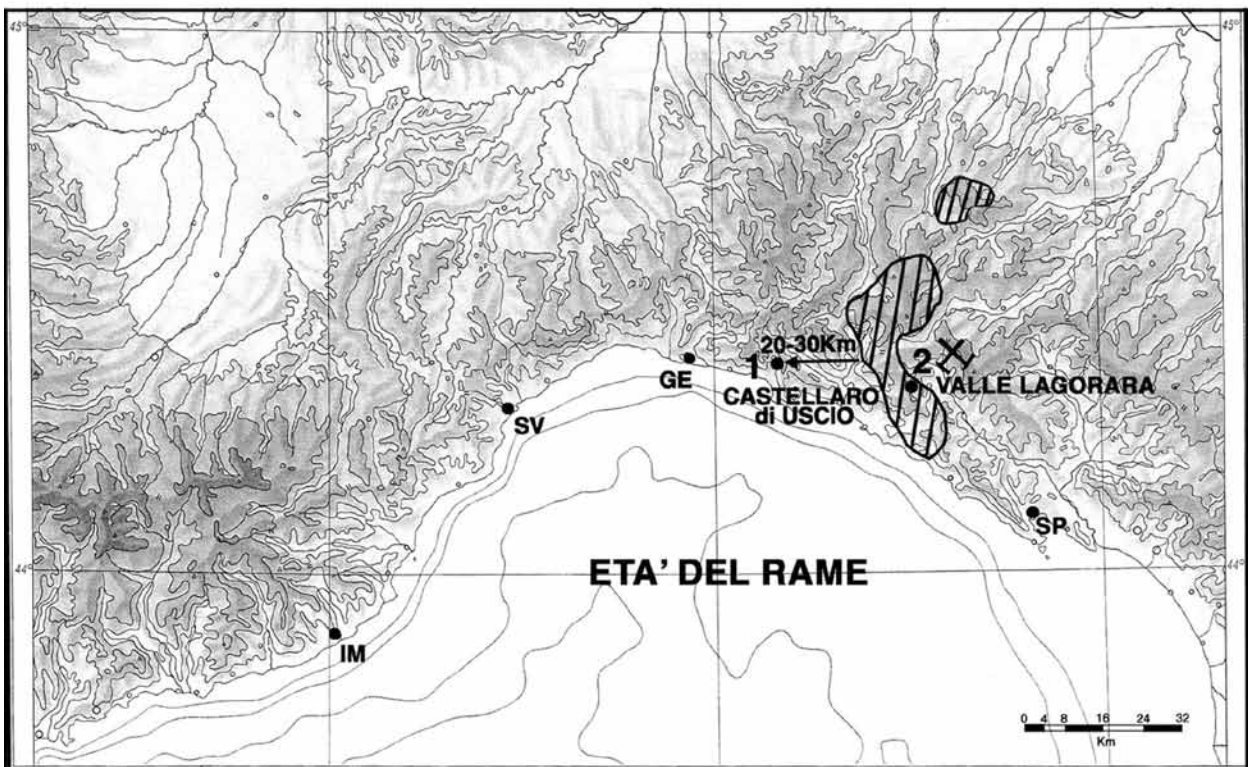 45°
45°
20-30Km
1
2
GE
CASTELLARO
di USCIO
VALLE LAGORARA
SV
SP
ETA' DEL RAME
44°
44°
IM
0 4 8 16 24 32
Km